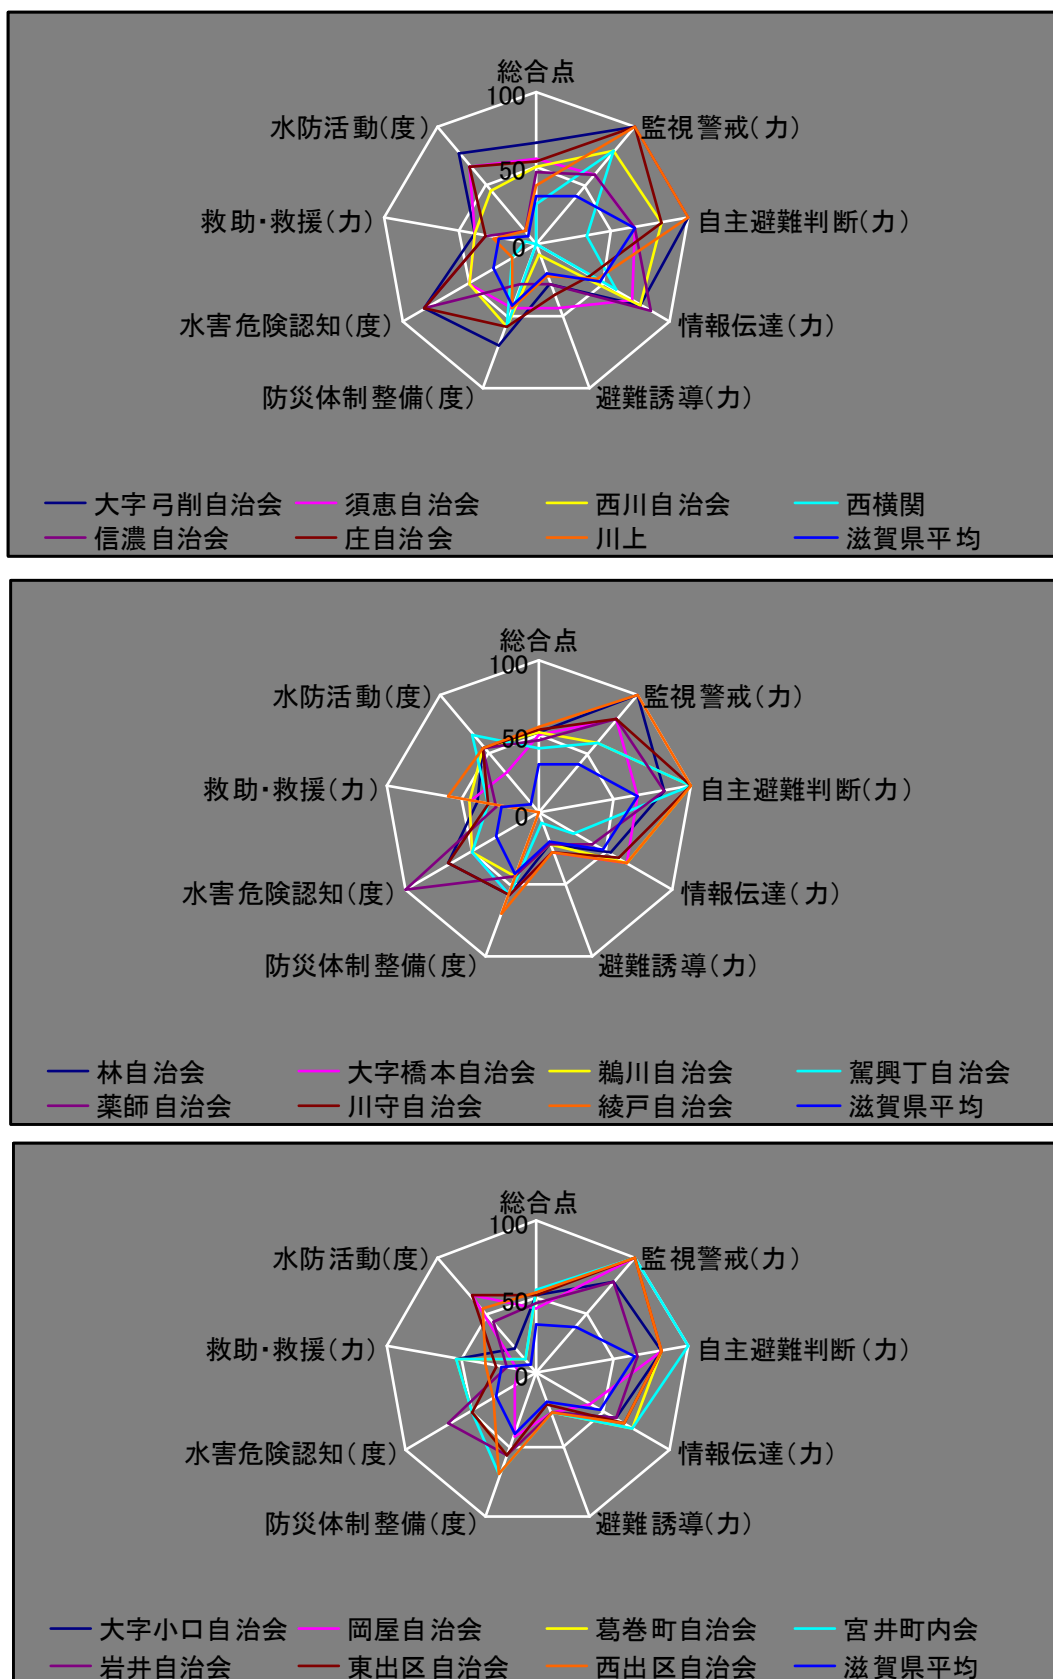 総合点
100
水防活動(度)
監視警戒(力)
50
救助・救援(力)
自主避難判断(力)
0
水害危険認知(度)
情報伝達(力)
防災体制整備(度)
避難誘導(力)
大字弓削自治会 須恵自治会 西川自治会 西横関
信濃自治会 庄自治会 川上 滋賀県平均
総合点
100
水防活動(度)
監視警戒(力)
50
救助・救援(力)
自主避難判断(力)
0
水害危険認知(度)
情報伝達(力)
防災体制整備(度)
避難誘導(力)
林自治会 大字橋本自治会 鵜川自治会 駕輿丁自治会
薬師自治会 川守自治会 綾戸自治会 滋賀県平均
総合点
100
水防活動(度)
監視警戒(力)
50
救助・救援(力)
自主避難判断(力)
0
水害危険認知(度)
情報伝達(力)
防災体制整備(度)
避難誘導(力)
大字小口自治会 岡屋自治会 葛巻町自治会 宮井町内会
岩井自治会 東出区自治会 西出区自治会 滋賀県平均